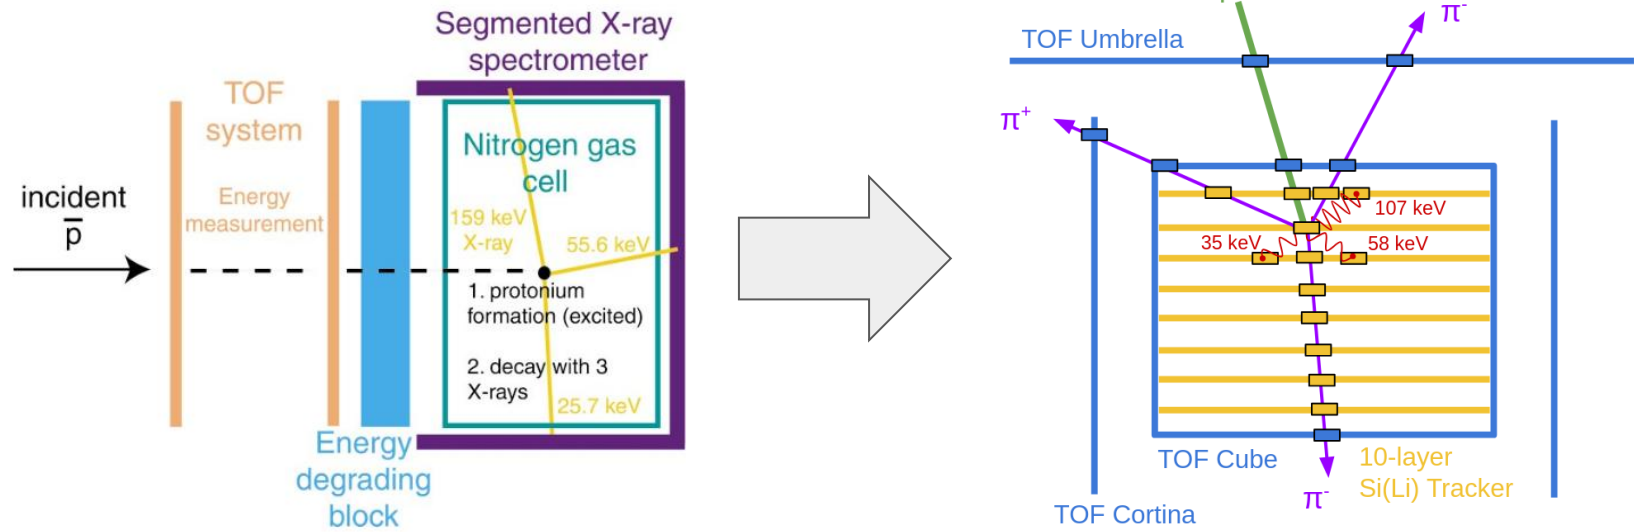 Segmented X-ray
spectrometer
TOF
system
Energy
measurement
incident
p̅
Nitrogen gas
cell
159 keV
X-ray
55.6 keV
1. protonium
formation (excited)
2. decay with 3
X-rays
25.7 keV
Energy
degrading
block
TOF Umbrella
π-
π+
107 keV
35 keV
58 keV
TOF Cube
10-layer
Si(Li) Tracker
π-
TOF Cortina